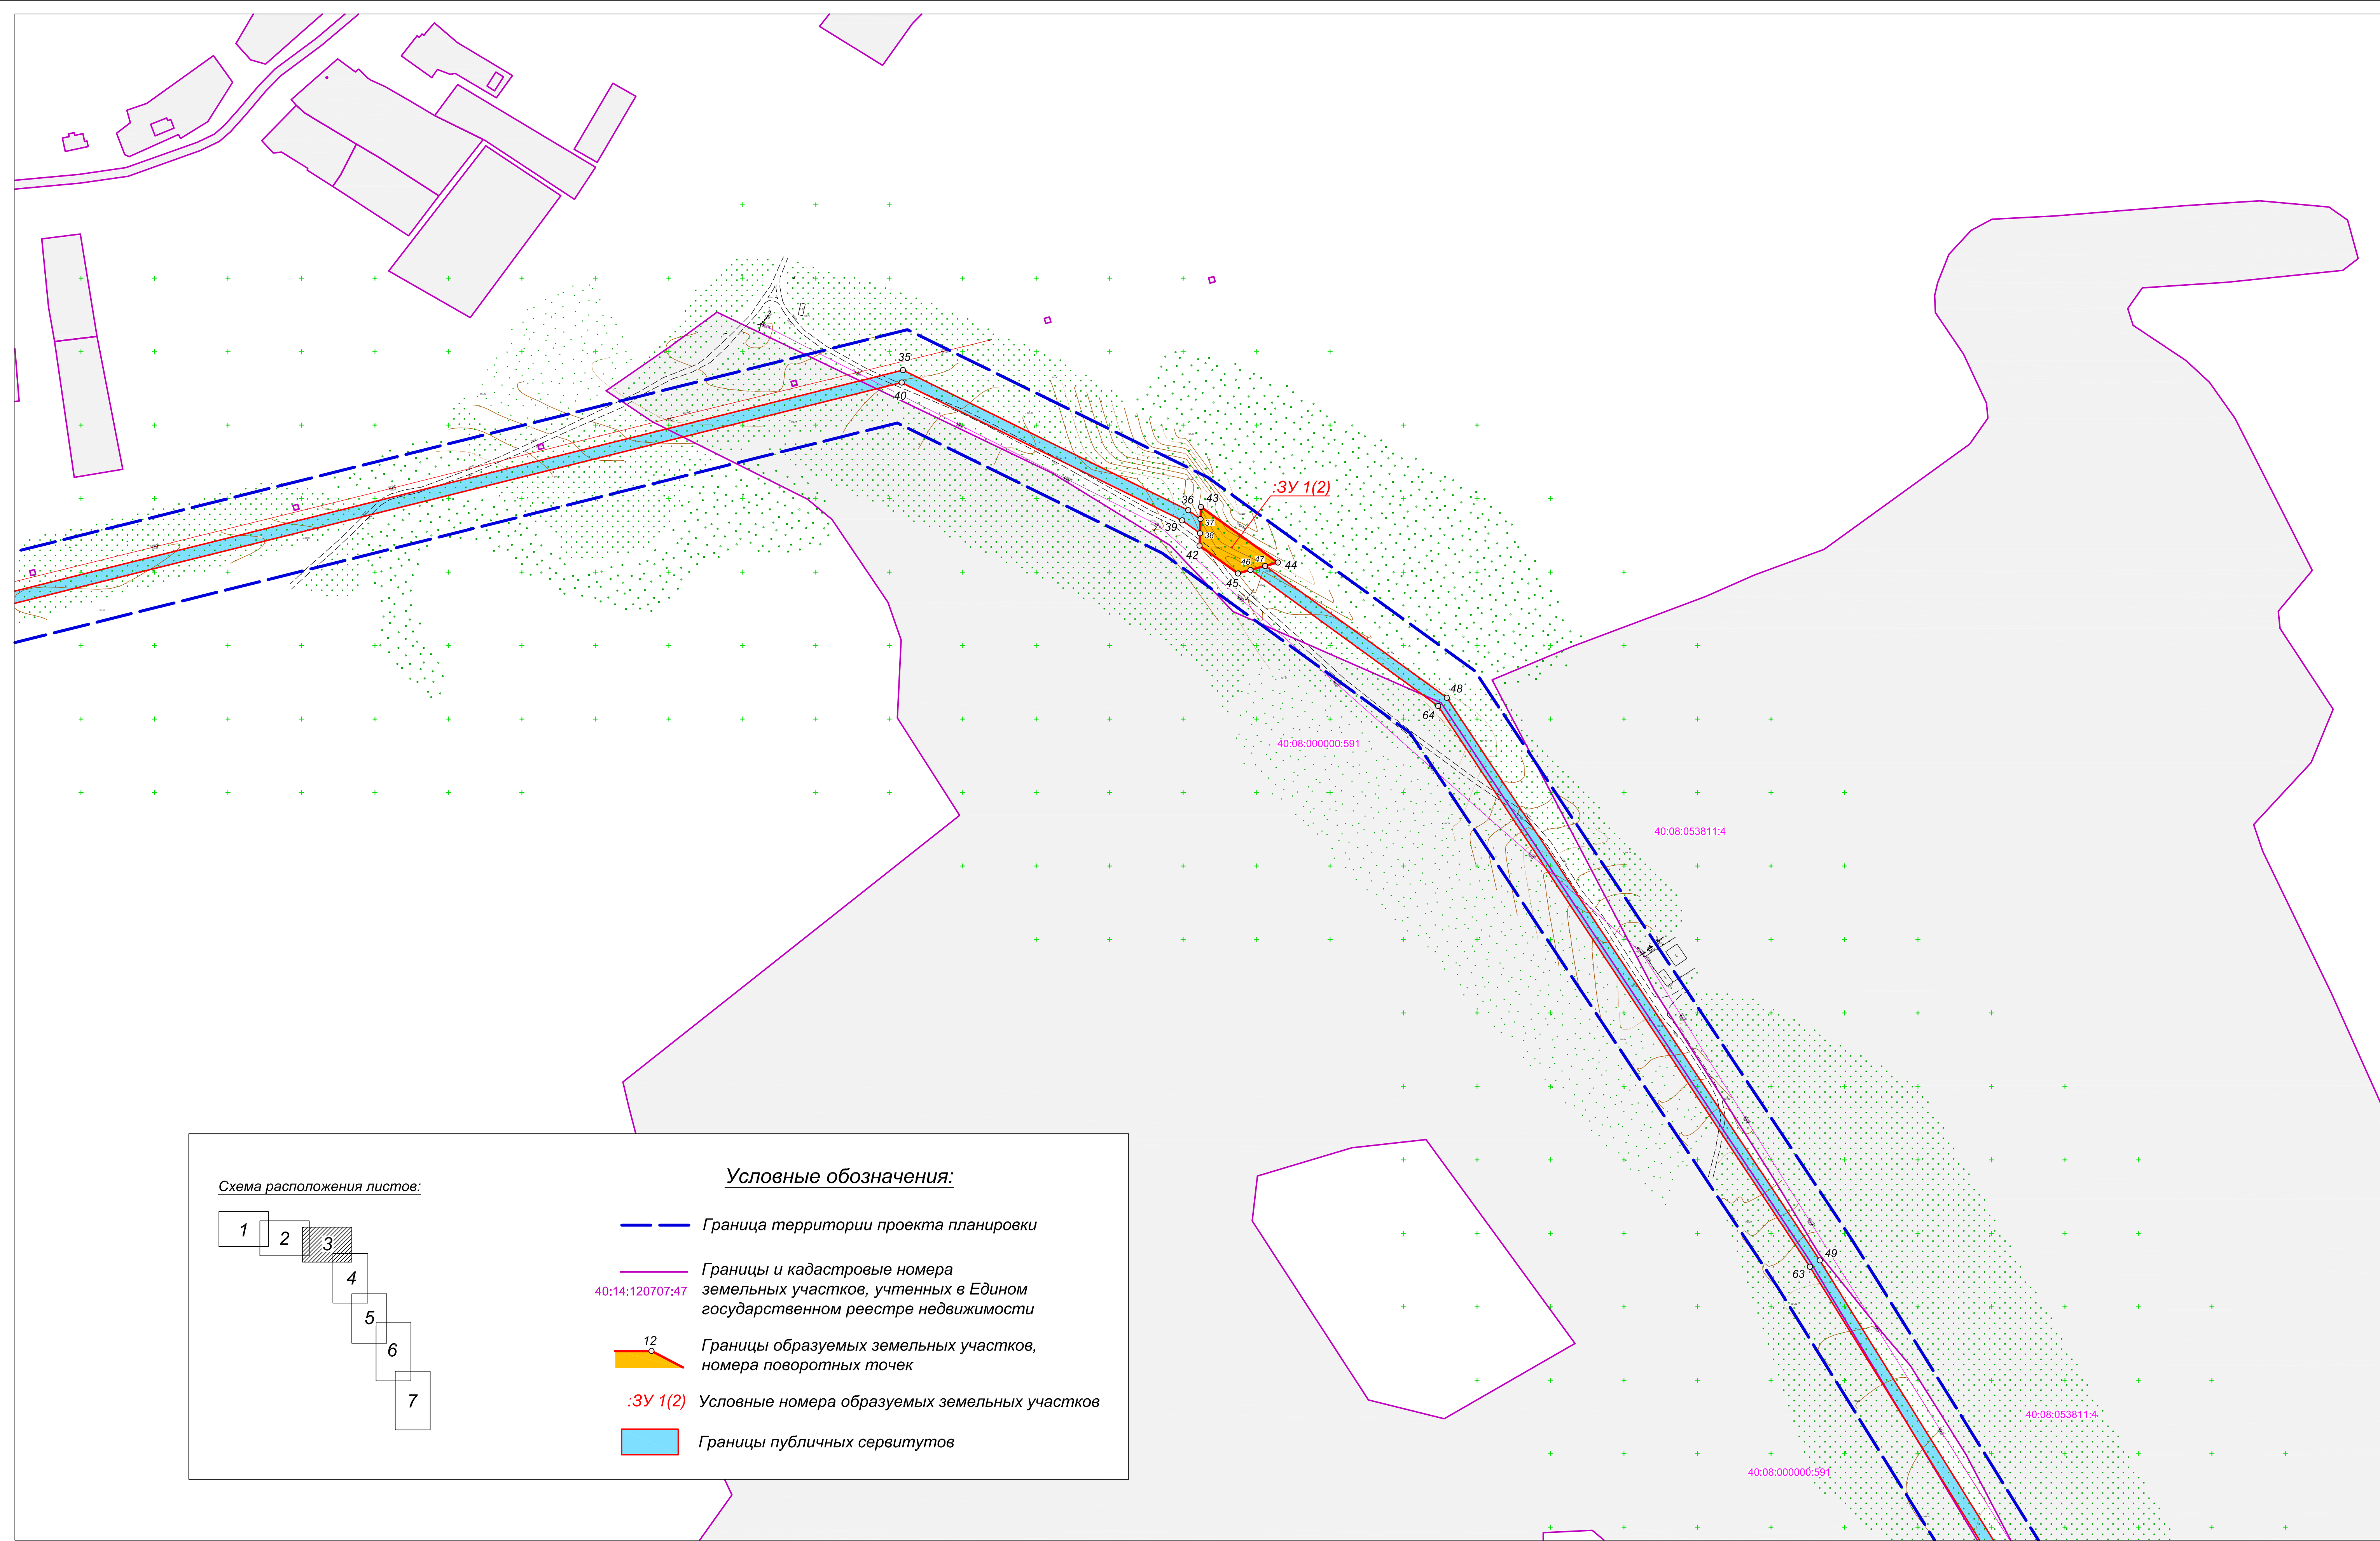 35
40
36
43
:ЗУ 1(2)
37
39
38
42
46
47
44
45
48
64
40:08:000000:591
40:08:053811:4
49
63
40:08:053811:4
40:08:000000:591
Условные обозначения:
Схема расположения листов:
1
2
3
4
5
6
7
Граница территории проекта планировки
Границы и кадастровые номера
40:14:120707:47 земельных участков, учтенных в Едином
государственном реестре недвижимости
12
Границы образуемых земельных участков,
номера поворотных точек
:ЗУ 1(2) Условные номера образуемых земельных участков
Границы публичных сервитутов